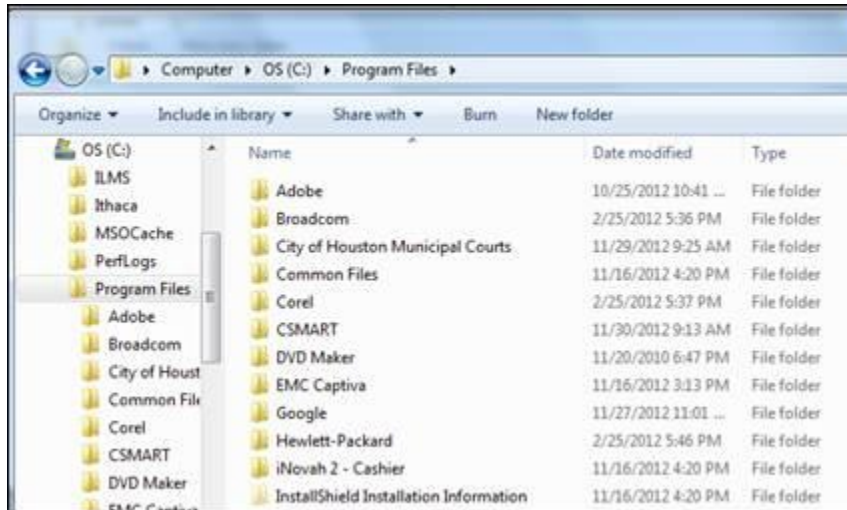 Computer ▸ OS (C:) ▸ Program Files ▸
Organize Include in library Share with Burn New folder
OS (C:)
ILMS
Ithaca
MSOCache
PerfLogs
Program Files
Adobe
Broadcom
City of Houst
Common File
Corel
CSMART
DVD Maker
EMC Captiva
Name Date modified Type
Adobe 10/25/2012 10:41 ... File folder
Broadcom 2/25/2012 5:36 PM File folder
City of Houston Municipal Courts 11/29/2012 9:25 AM File folder
Common Files 11/16/2012 4:20 PM File folder
Corel 2/25/2012 5:37 PM File folder
CSMART 11/30/2012 9:13 AM File folder
DVD Maker 11/20/2010 6:47 PM File folder
EMC Captiva 11/16/2012 3:13 PM File folder
Google 11/27/2012 11:01 ... File folder
Hewlett-Packard 2/25/2012 5:46 PM File folder
iNovah 2 - Cashier 11/16/2012 4:20 PM File folder
InstallShield Installation Information 11/16/2012 4:20 PM File folder